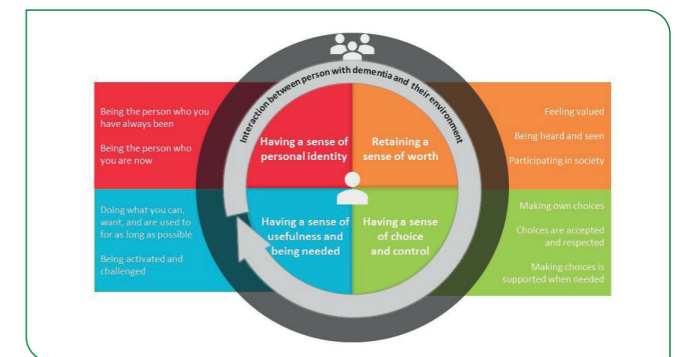 Interaction between person with dementia and their environment
Being the person who you
have always been
Being the person who
you are now
Having a sense of
personal identity
Retaining a
sense of worth
Feeling valued
Being heard and seen
Participating in society
Doing what you can,
want, and are used to
for as long as possible
Being activated and
challenged
Having a sense of
usefulness and
being needed
Having a sense
of choice
and control
Making own choices
Choices are accepted
and respected
Making choices is
supported when needed